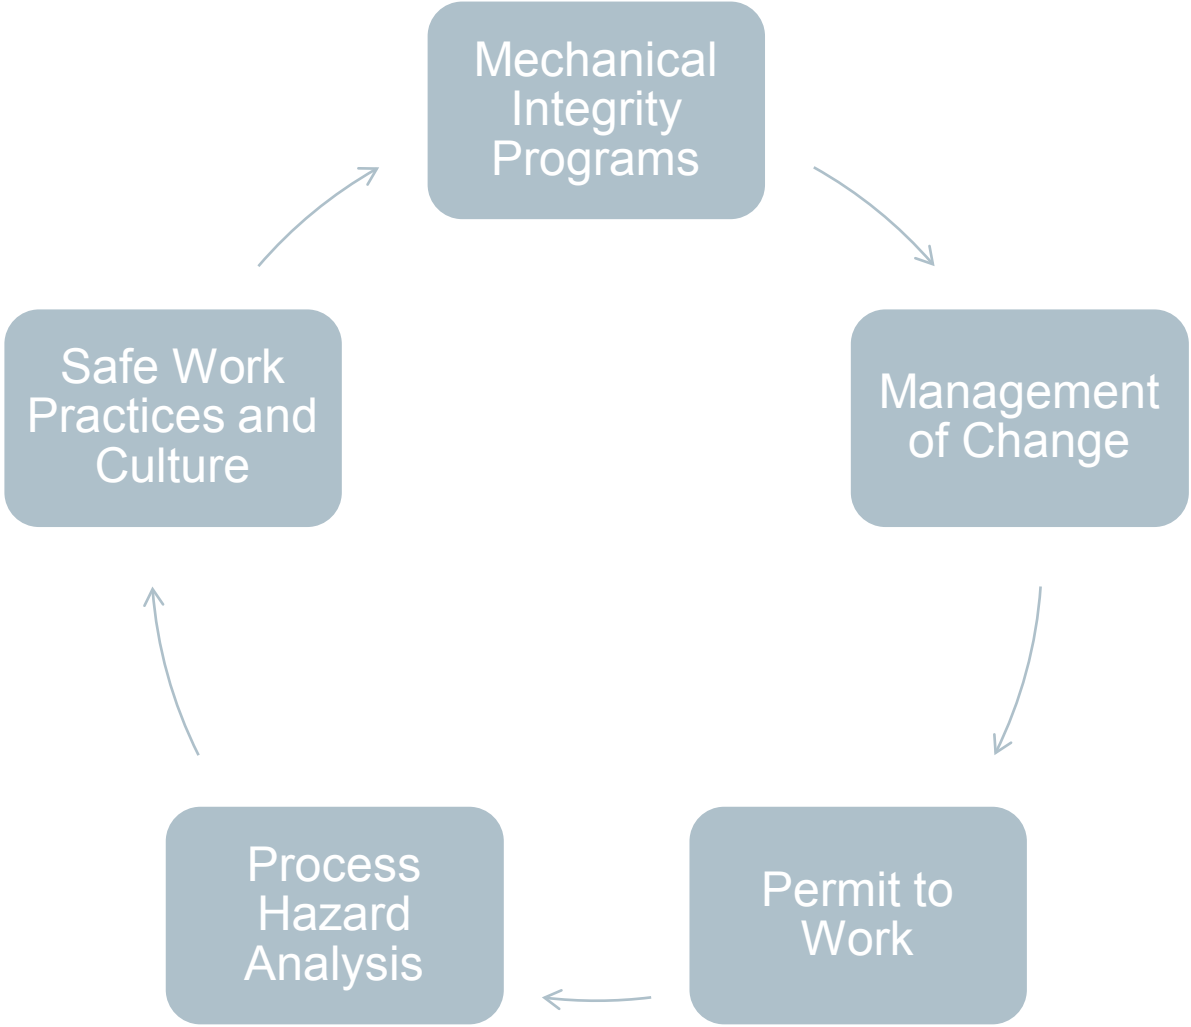 Mechanical
Integrity
Programs
Management
of Change
Permit to
Work
Process
Hazard
Analysis
Safe Work
Practices and
Culture